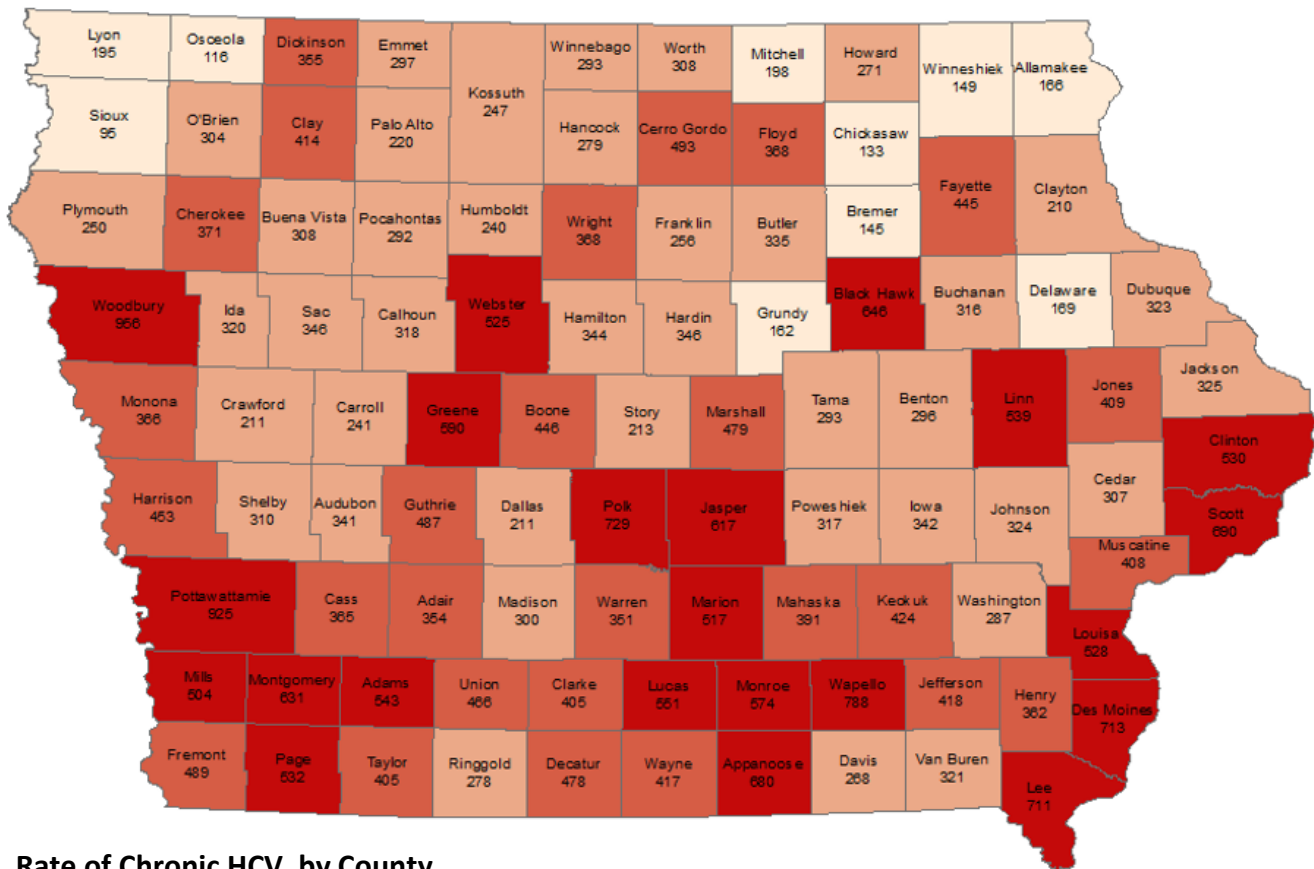 Lyon
195
Osceola
116
Dickinson
355
Emmet
297
Kossuth
247
Winnebago
293
Worth
308
Mitchell
198
Howard
271
Winneshiek
149
Allamakee
166
Sioux
95
O'Brien
304
Clay
414
Palo Alto
220
Hancock
279
Cerro Gordo
493
Floyd
368
Chickasaw
133
Fayette
445
Clayton
210
Plymouth
250
Cherokee
371
Buena Vista
308
Pocahontas
292
Humboldt
240
Wright
368
Franklin
256
Butler
335
Bremer
145
Woodbury
956
Ida
320
Sac
346
Calhoun
318
Webster
525
Hamilton
344
Hardin
346
Grundy
162
Black Hawk
646
Buchanan
316
Delaware
169
Dubuque
323
Monona
366
Crawford
211
Carroll
241
Greene
590
Boone
446
Story
213
Marshall
479
Tama
293
Benton
296
Linn
539
Jones
409
Jackson
325
Clinton
530
Harrison
453
Shelby
310
Audubon
341
Guthrie
487
Dallas
211
Polk
729
Jasper
617
Poweshiek
317
Iowa
342
Johnson
324
Cedar
307
Scott
690
Muscatine
408
Pottawattamie
925
Cass
365
Adair
354
Madison
300
Warren
351
Marion
517
Mahaska
391
Keokuk
424
Washington
287
Louisa
528
Mills
504
Montgomery
631
Adams
543
Union
466
Clarke
405
Lucas
551
Monroe
574
Wapello
788
Jefferson
418
Henry
362
Des Moines
713
Fremont
489
Page
532
Taylor
405
Ringgold
278
Decatur
478
Wayne
417
Appanoose
680
Davis
268
Van Buren
321
Lee
711
Rate of Chronic HCV, by County